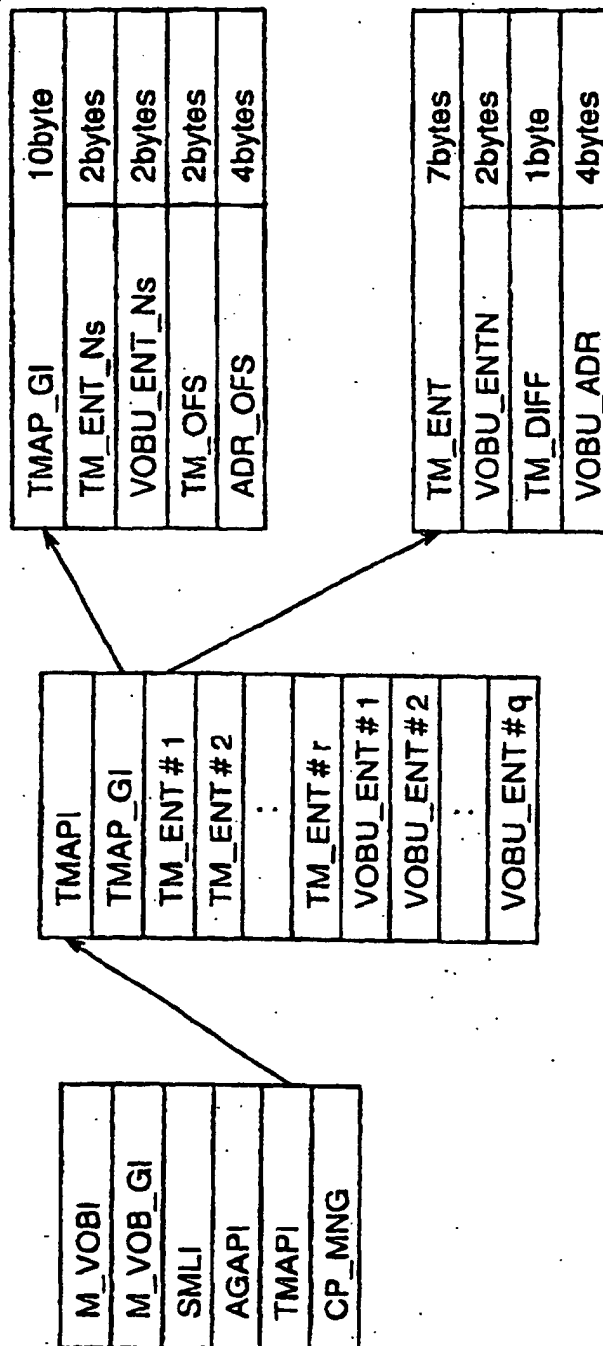 M_VOBI
M_VOB_GI
SMLI
AGAPI
TMAPI
CP_MNG
TMAPI
TMAP_GI
TM_ENT#1
TM_ENT#2
:
TM_ENT#r
VOBU_ENT#1
VOBU_ENT#2
:
VOBU_ENT#q
TMAP_GI 10byte
TM_ENT_Ns 2bytes
VOBU_ENT_Ns 2bytes
TM_OFS 2bytes
ADR_OFS 4bytes
TM_ENT 7bytes
VOBU_ENTN 2bytes
TM_DIFF 1byte
VOBU_ADR 4bytes